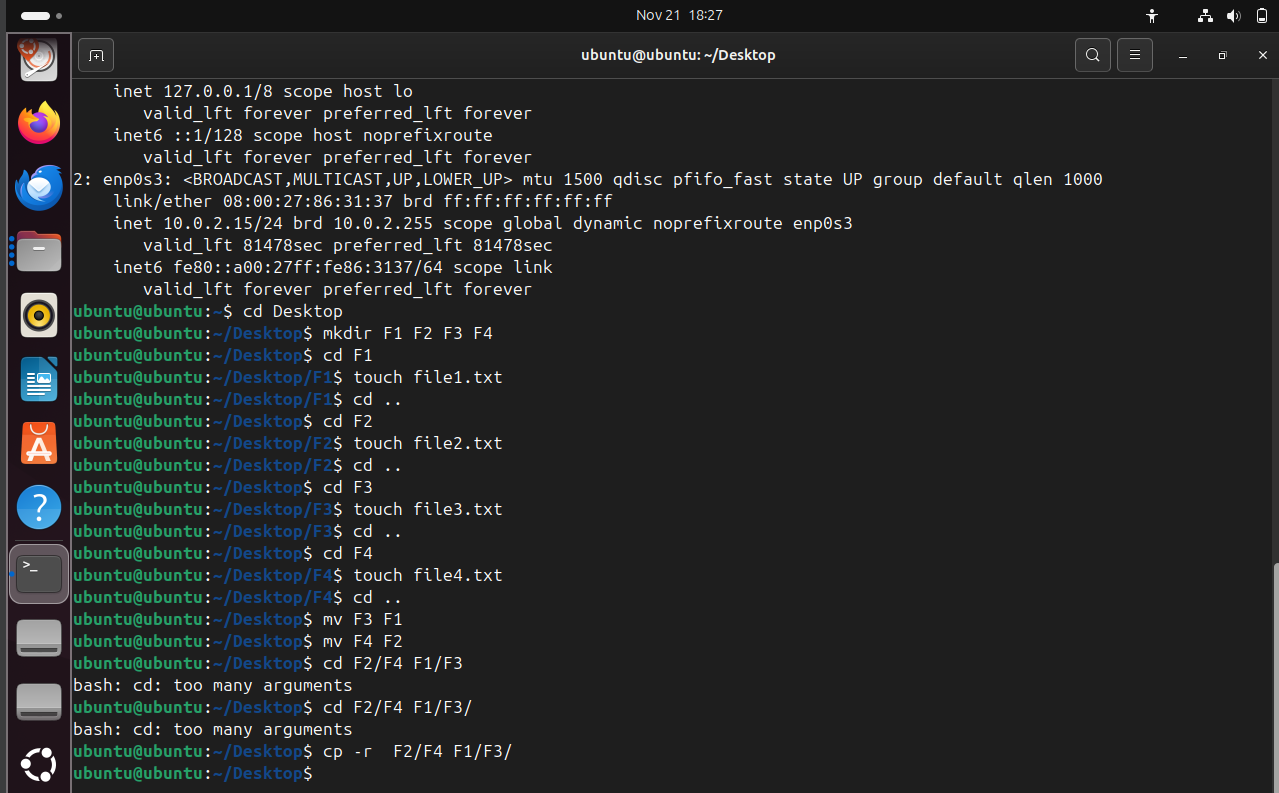 Nov 21 18:27
ubuntu@ubuntu: ~/Desktop
inet 127.0.0.1/8 scope host lo
valid_lft forever preferred_lft forever
inet6 ::1/128 scope host noprefixroute
valid_lft forever preferred_lft forever
2: enp0s3: <BROADCAST,MULTICAST,UP,LOWER_UP> mtu 1500 qdisc pfifo_fast state UP group default qlen 1000
link/ether 08:00:27:86:31:37 brd ff:ff:ff:ff:ff:ff
inet 10.0.2.15/24 brd 10.0.2.255 scope global dynamic noprefixroute enp0s3
valid_lft 81478sec preferred_lft 81478sec
inet6 fe80::a00:27ff:fe86:3137/64 scope link
valid_lft forever preferred_lft forever
ubuntu@ubuntu:~$ cd Desktop
ubuntu@ubuntu:~/Desktop$ mkdir F1 F2 F3 F4
ubuntu@ubuntu:~/Desktop$ cd F1
ubuntu@ubuntu:~/Desktop/F1$ touch file1.txt
ubuntu@ubuntu:~/Desktop/F1$ cd ..
ubuntu@ubuntu:~/Desktop$ cd F2
ubuntu@ubuntu:~/Desktop/F2$ touch file2.txt
ubuntu@ubuntu:~/Desktop/F2$ cd ..
ubuntu@ubuntu:~/Desktop$ cd F3
ubuntu@ubuntu:~/Desktop/F3$ touch file3.txt
ubuntu@ubuntu:~/Desktop/F3$ cd ..
ubuntu@ubuntu:~/Desktop$ cd F4
ubuntu@ubuntu:~/Desktop/F4$ touch file4.txt
ubuntu@ubuntu:~/Desktop/F4$ cd ..
ubuntu@ubuntu:~/Desktop$ mv F3 F1
ubuntu@ubuntu:~/Desktop$ mv F4 F2
ubuntu@ubuntu:~/Desktop$ cd F2/F4 F1/F3
bash: cd: too many arguments
ubuntu@ubuntu:~/Desktop$ cd F2/F4 F1/F3/
bash: cd: too many arguments
ubuntu@ubuntu:~/Desktop$ cp -r  F2/F4 F1/F3/
ubuntu@ubuntu:~/Desktop$